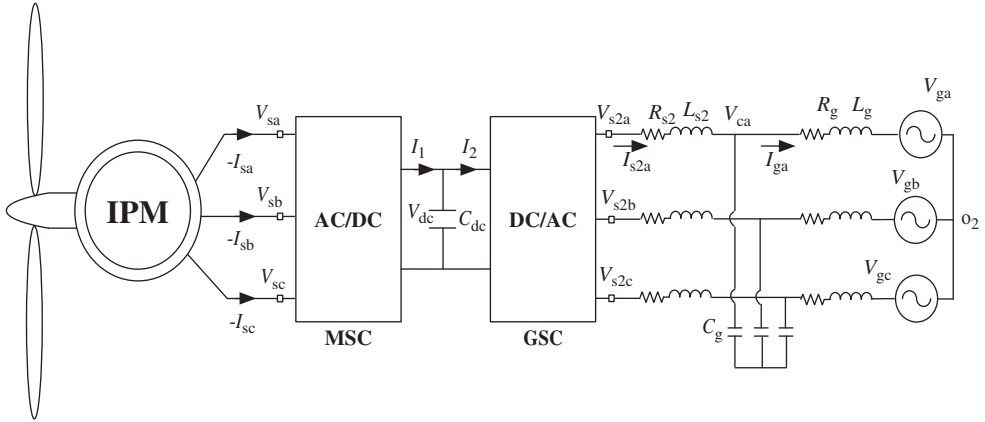 IPM
V_sa
-I_sa
V_sb
-I_sb
V_sc
-I_sc
AC/DC
MSC
I_1
I_2
V_dc
C_dc
DC/AC
GSC
V_s2a
R_s2
L_s2
I_s2a
V_ca
R_g
L_g
I_ga
V_ga
V_s2b
V_gb
o_2
V_s2c
V_gc
C_g